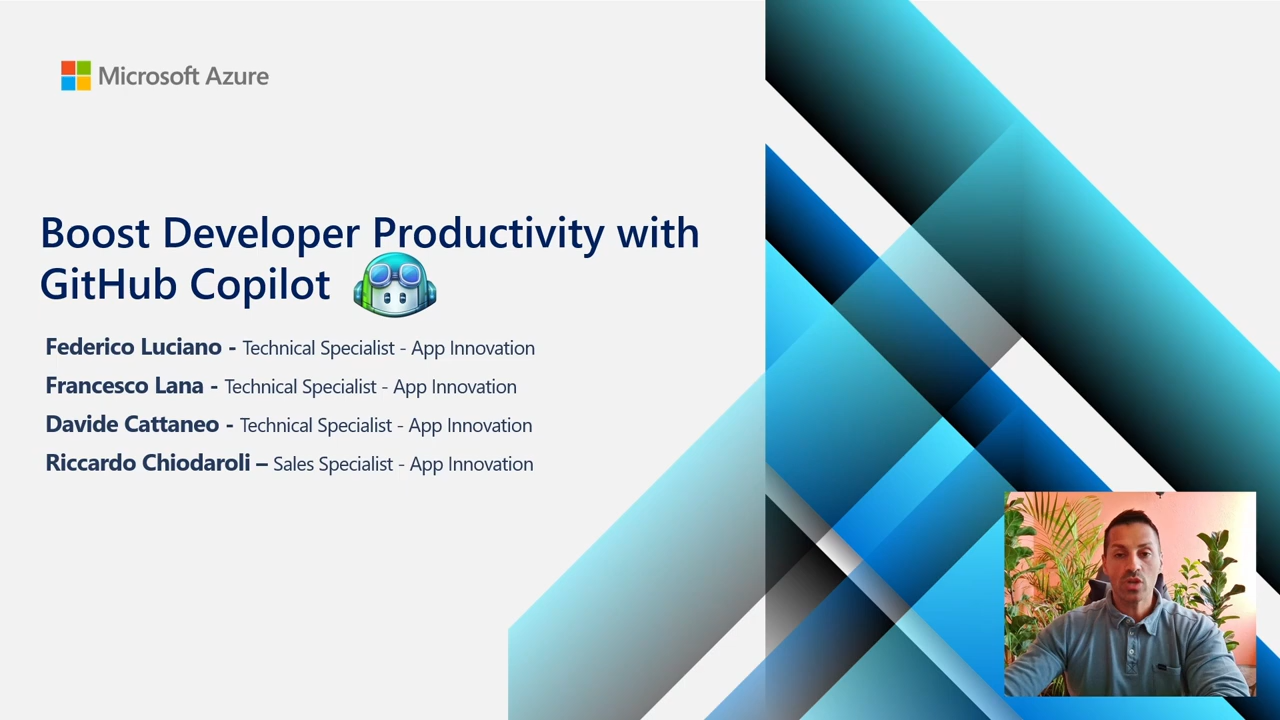 Microsoft Azure
Boost Developer Productivity with
GitHub Copilot
Federico Luciano - Technical Specialist - App Innovation
Francesco Lana - Technical Specialist - App Innovation
Davide Cattaneo - Technical Specialist - App Innovation
Riccardo Chiodaroli – Sales Specialist - App Innovation